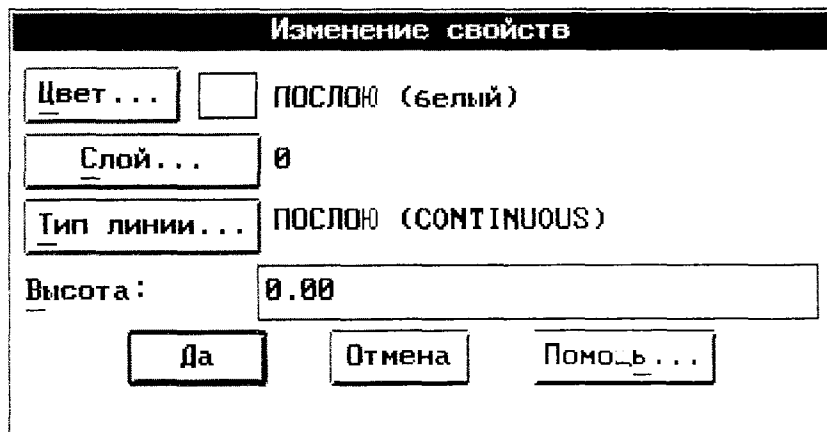 Изменение свойств
Цвет... ПОСЛОЮ (белый)
Слой... 0
Тип линии... ПОСЛОЮ (CONTINUOUS)
Высота: 0.00
Да Отмена Помощь...